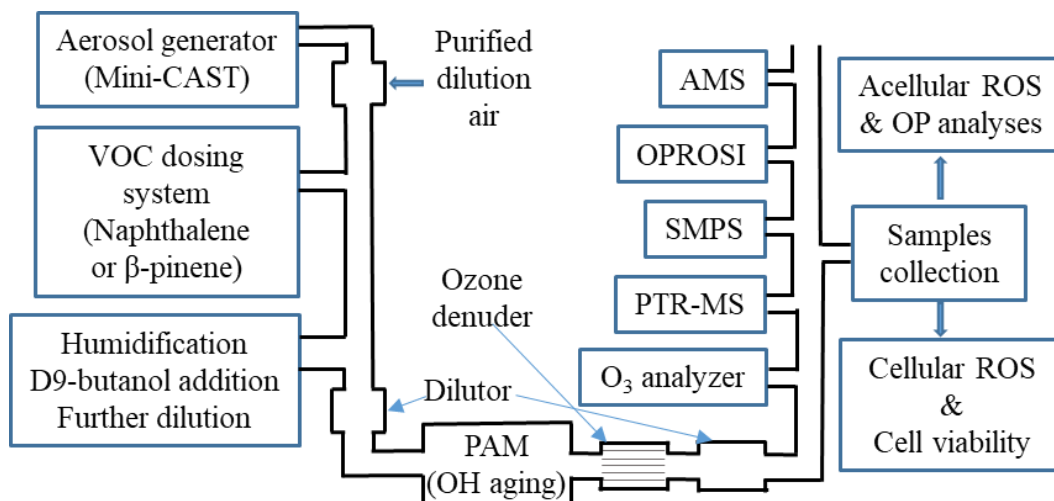 Aerosol generator
(Mini-CAST)
Purified
dilution
air
VOC dosing
system
(Naphthalene
or β-pinene)
Humidification
D9-butanol addition
Further dilution
Dilutor
Ozone
denuder
PAM
(OH aging)
AMS
OPROSI
SMPS
PTR-MS
O₃ analyzer
Acellular ROS
& OP analyses
Samples
collection
Cellular ROS
&
Cell viability